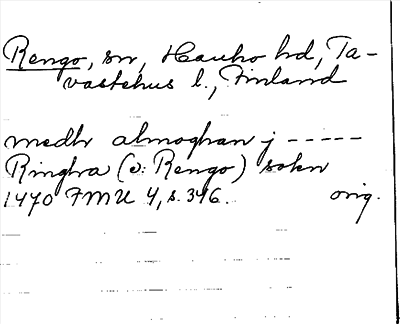 Rengo, sn, Hauho hd, Ta-
vastehus l., Finland
medh almoghan j -----
Ringhra (ɔ: Rengo) sokn
1470 FMU 4, s. 346. orig.